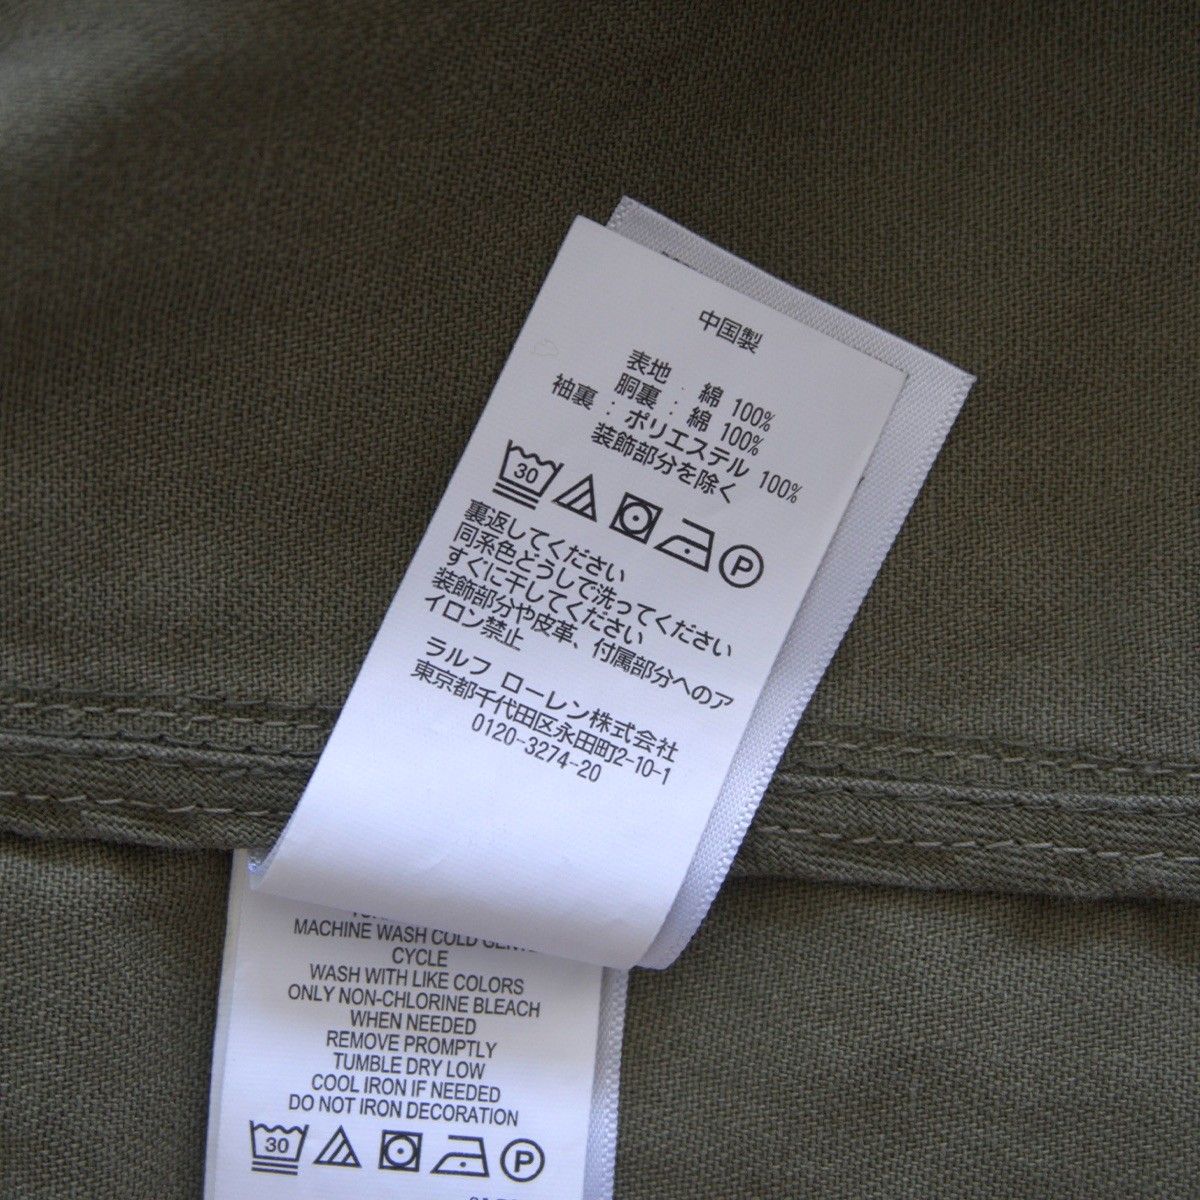 中国製
表地 : 綿 100%
胴裏 : 綿 100%
袖裏 : ポリエステル 100%
装飾部分を除く
30 P
裏返してください
同系色どうしで洗ってください
すぐに干してください
装飾部分や皮革、付属部分へのア
イロン禁止
ラルフ ローレン株式会社
東京都千代田区永田町2-10-1
0120-3274-20
MACHINE WASH COLD
CYCLE
WASH WITH LIKE COLORS
ONLY NON-CHLORINE BLEACH
WHEN NEEDED
REMOVE PROMPTLY
TUMBLE DRY LOW
COOL IRON IF NEEDED
DO NOT IRON DECORATION
30 P